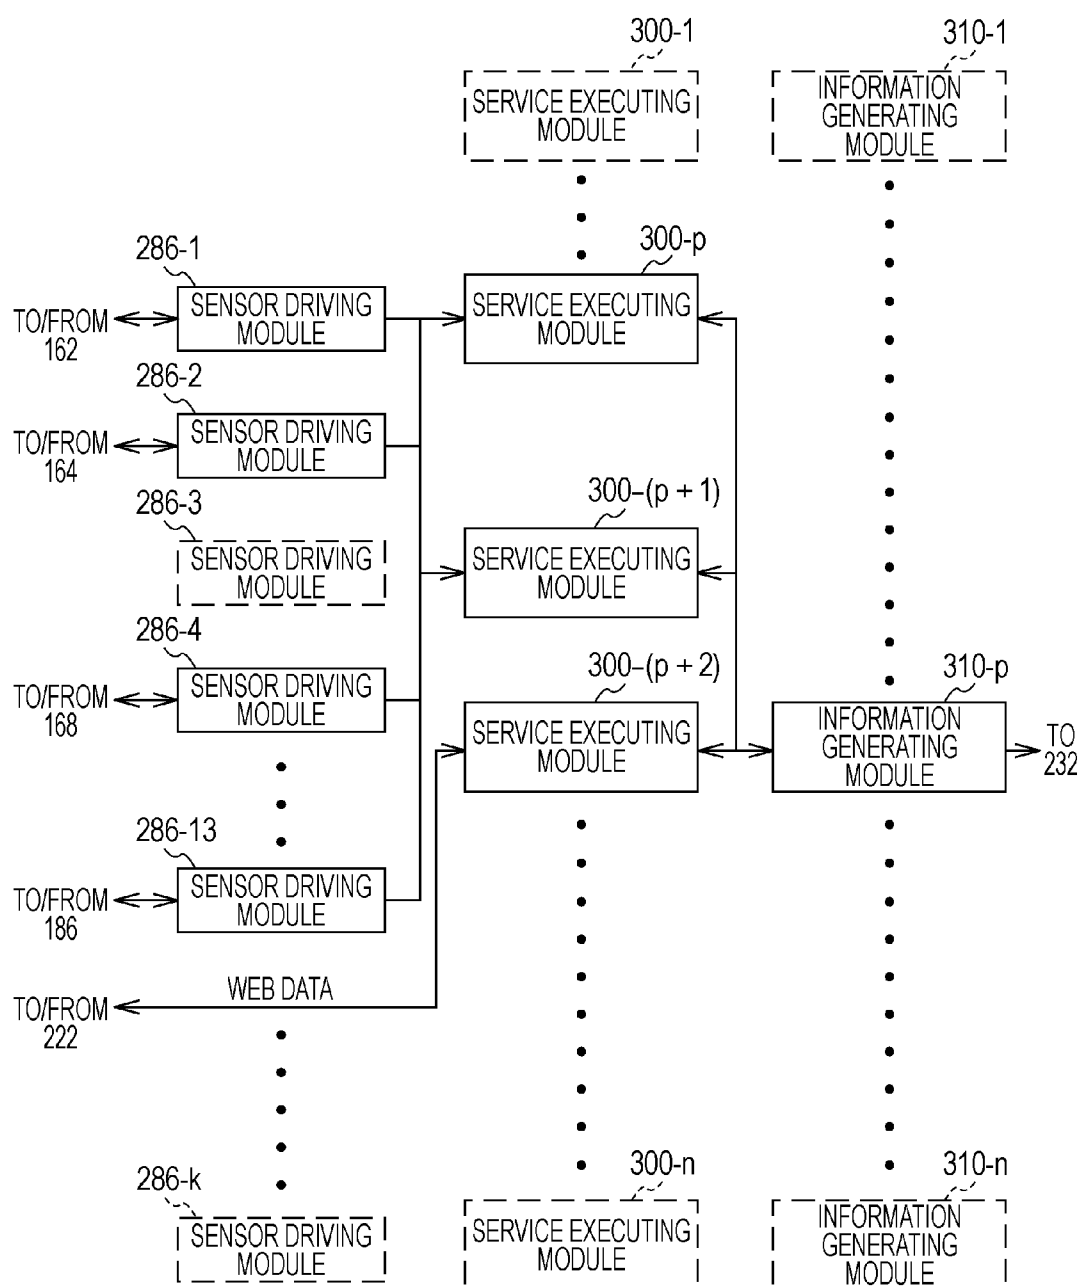 300-1
310-1
SERVICE EXECUTING
MODULE
INFORMATION
GENERATING
MODULE
286-1
300-p
TO/FROM
162
SENSOR DRIVING
MODULE
SERVICE EXECUTING
MODULE
286-2
TO/FROM
164
SENSOR DRIVING
MODULE
286-3
SENSOR DRIVING
MODULE
300-(p + 1)
SERVICE EXECUTING
MODULE
286-4
TO/FROM
168
SENSOR DRIVING
MODULE
300-(p + 2)
SERVICE EXECUTING
MODULE
310-p
INFORMATION
GENERATING
MODULE
TO
232
286-13
TO/FROM
186
SENSOR DRIVING
MODULE
WEB DATA
TO/FROM
222
286-k
SENSOR DRIVING
MODULE
300-n
SERVICE EXECUTING
MODULE
310-n
INFORMATION
GENERATING
MODULE